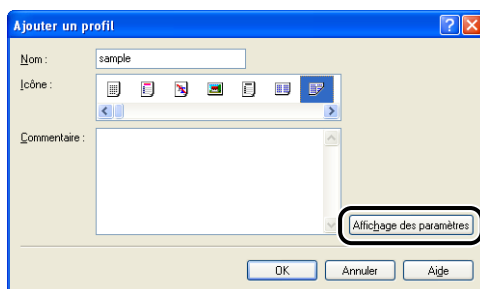 Ajouter un profil
Nom :
sample
Icône :
Commentaire :
Affichage des paramètres
OK
Annuler
Aide